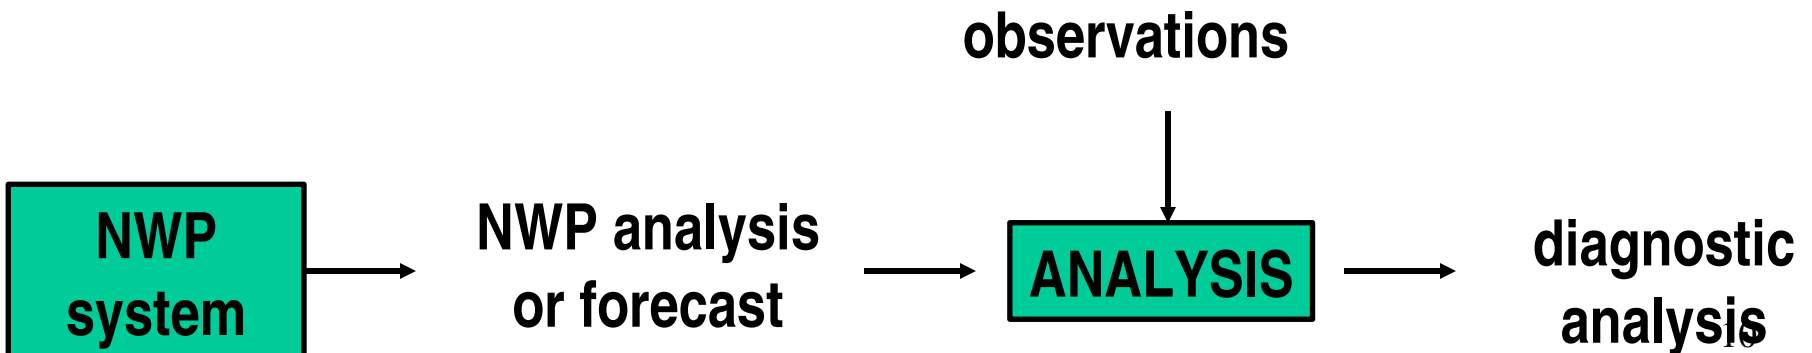 observations
NWP
system
NWP analysis
or forecast
ANALYSIS
diagnostic
analysis